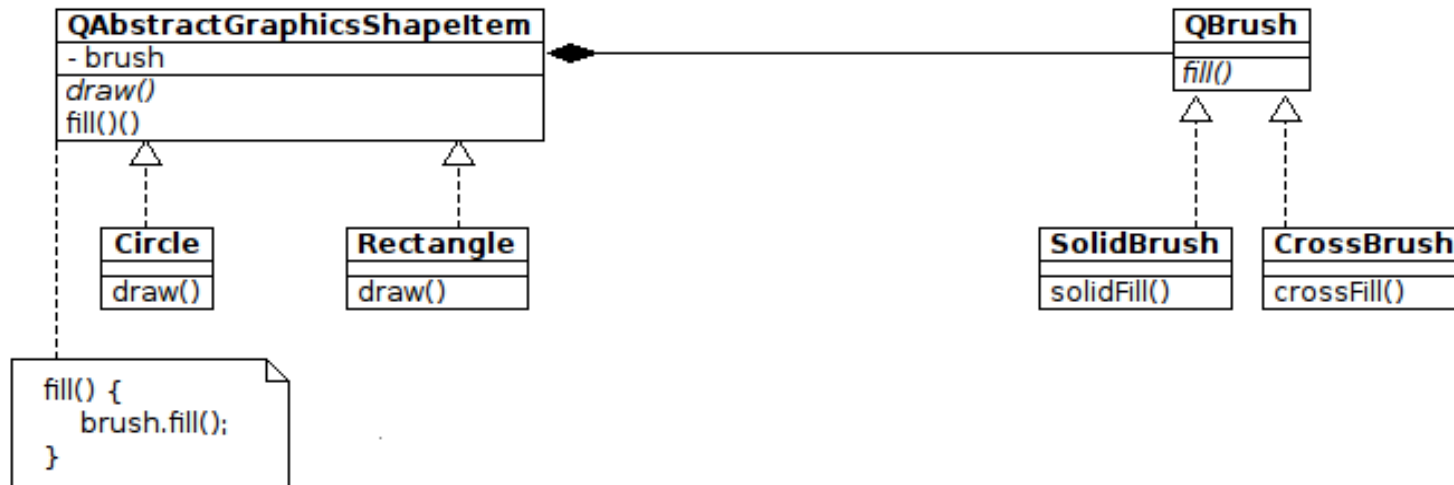 QAbstractGraphicsShapeItem
- brush
draw()
fill()()
QBrush
fill()
Circle
draw()
Rectangle
draw()
SolidBrush
solidFill()
CrossBrush
crossFill()
fill() {
brush.fill();
}